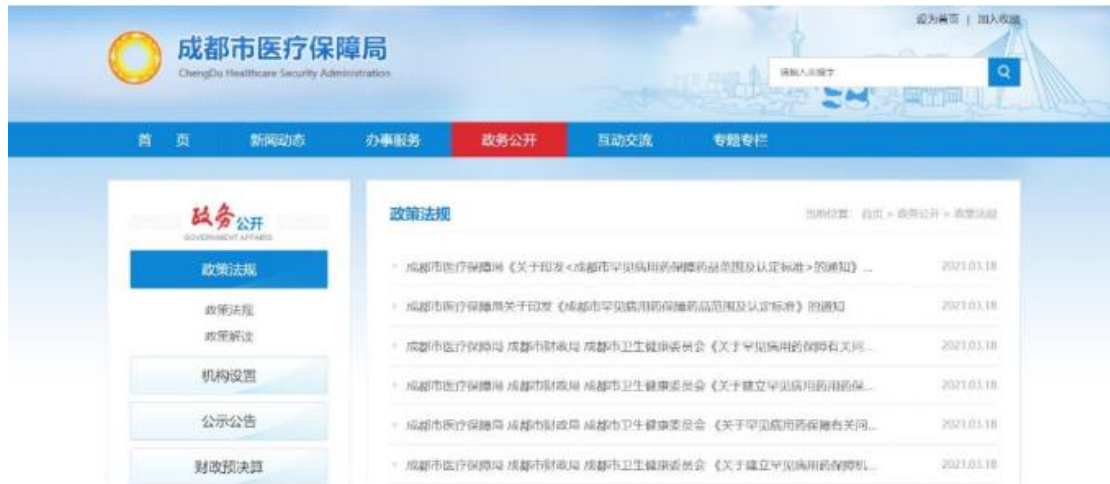 设为首页 | 加入收藏
成都市医疗保障局
ChengDu Healthcare Security Administration
请输入关键字
首 页 新闻动态 办事服务 政务公开 互动交流 专题专栏
政务公开
GOVERNMENT AFFAIRS
政策法规
政策法规
政策解读
机构设置
公示公告
财政预决算
政策法规
当前位置: 首页 » 政务公开 » 政策法规
成都市医疗保障局《关于印发<成都市罕见病用药保障药品范围及认定标准>的通知》... 2021.03.18
成都市医疗保障局关于印发《成都市罕见病用药保障药品范围及认定标准》的通知 2021.03.18
成都市医疗保障局 成都市财政局 成都市卫生健康委员会《关于罕见病用药保障有关问... 2021.03.18
成都市医疗保障局 成都市财政局 成都市卫生健康委员会《关于建立罕见病用药用药保... 2021.03.18
成都市医疗保障局 成都市财政局 成都市卫生健康委员会《关于罕见病用药保障有关问... 2021.03.18
成都市医疗保障局 成都市财政局 成都市卫生健康委员会《关于建立罕见病用药保障机... 2021.03.18